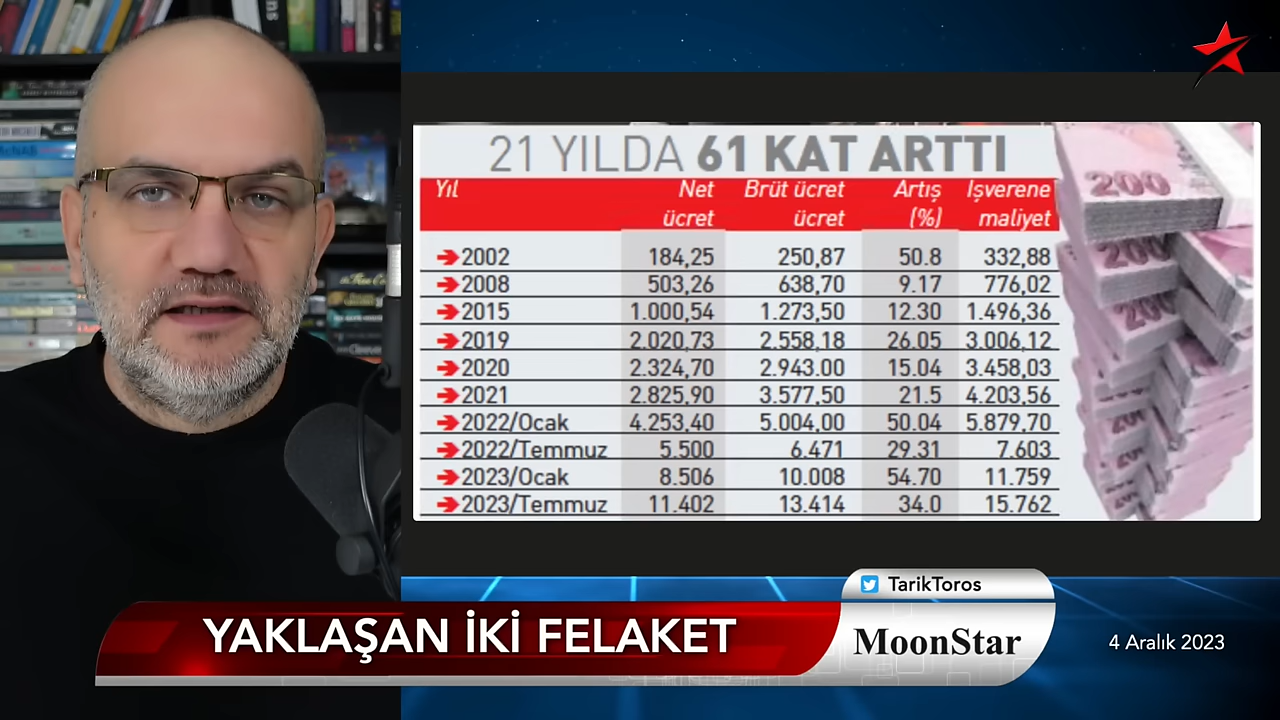 21 YILDA 61 KAT ARTTI
Yıl Net ücret Brüt ücret ücret Artış (%) Işverene maliyet
2002 184,25 250,87 50.8 332,88
2008 503,26 638,70 9.17 776,02
2015 1.000,54 1.273,50 12.30 1.496,36
2019 2.020,73 2.558,18 26.05 3.006,12
2020 2.324,70 2.943.00 15.04 3.458,03
2021 2.825,90 3.577,50 21.5 4.203,56
2022/Ocak 4.253,40 5.004,00 50.04 5.879,70
2022/Temmuz 5.500 6.471 29.31 7.603
2023/Ocak 8.506 10.008 54.70 11.759
2023/Temmuz 11.402 13.414 34.0 15.762
200
200
200
TarikToros
YAKLAŞAN İKİ FELAKET
MoonStar
4 Aralık 2023